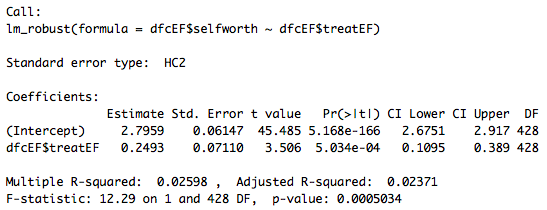 Call:
lm_robust(formula = dfcEF$selfworth ~ dfcEF$treatEF)
Standard error type:  HC2
Coefficients:
Estimate Std. Error t value Pr(>|t|) CI Lower CI Upper DF
(Intercept) 2.7959 0.06147 45.485 5.168e-166 2.6751 2.917 428
dfcEF$treatEF 0.2493 0.07110 3.506 5.034e-04 0.1095 0.389 428
Multiple R-squared:  0.02598 ,  Adjusted R-squared:  0.02371
F-statistic: 12.29 on 1 and 428 DF,  p-value: 0.0005034